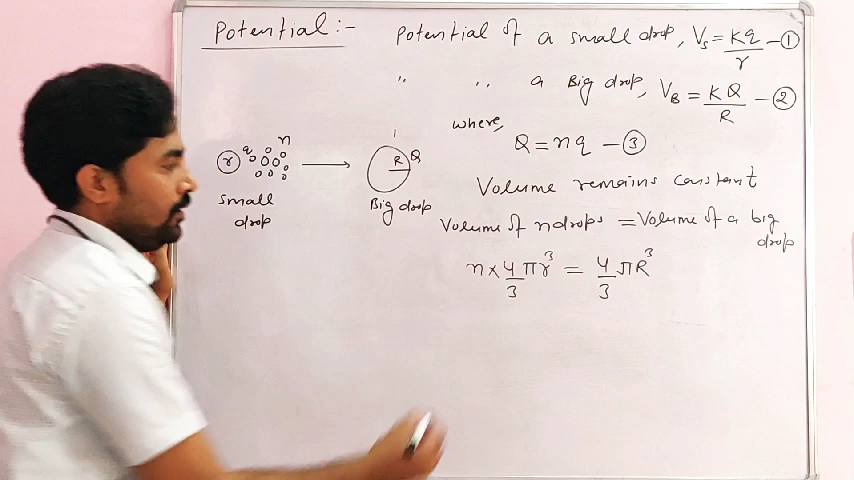 Potential :- Potential of a small drop, Vs = Kq/r - ①
" " a Big drop, VB = KQ/R - ②
where,
Q = nq - ③
r q n R Q
small drop
Big drop
Volume remains constant
Volume of n drops = Volume of a big drop
n × 4/3 πr³ = 4/3 πR³